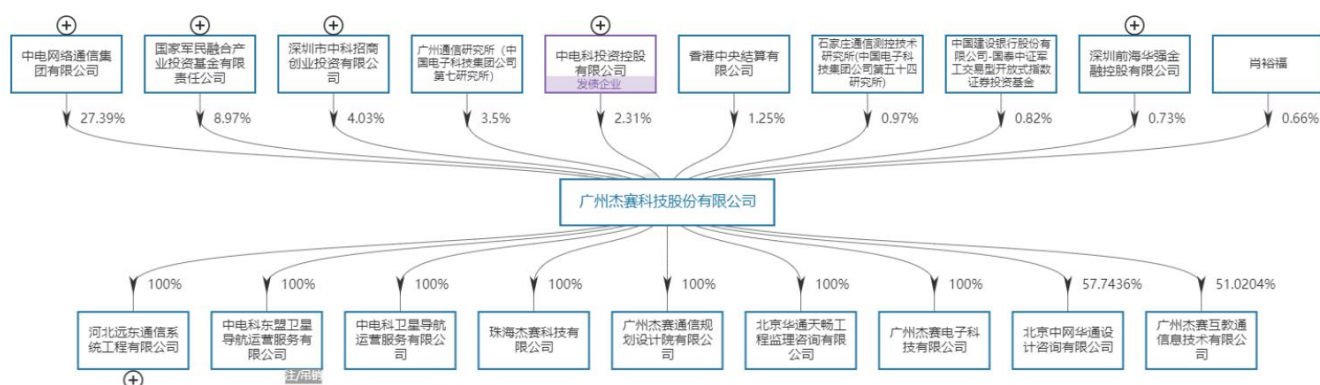 中电网络通信集
团有限公司
国家军民融合产
业投资基金有限
责任公司
深圳市中科招商
创业投资有限公
司
广州通信研究所（中
国电子科技集团公司
第七研究所）
中电科投资控股
有限公司
发债企业
香港中央结算有
限公司
石家庄通信测控技术
研究所(中国电子科
技集团公司第五十四
研究所)
中国建设银行股份有
限公司-国泰中证军
工交易型开放式指数
证券投资基金
深圳前海华强金
融控股有限公司
肖裕福
27.39%
8.97%
4.03%
3.5%
2.31%
1.25%
0.97%
0.82%
0.73%
0.66%
广州杰赛科技股份有限公司
100%
100%
100%
100%
100%
100%
100%
57.7436%
51.0204%
河北远东通信系
统工程有限公司
中电科东盟卫星
导航运营服务有
限公司
注/吊销
中电科卫星导航
运营服务有限公
司
珠海杰赛科技有
限公司
广州杰赛通信规
划设计院有限公
司
北京华通天畅工
程监理咨询有限
公司
广州杰赛电子科
技有限公司
北京中网华通设
计咨询有限公司
广州杰赛互教通
信息技术有限公
司